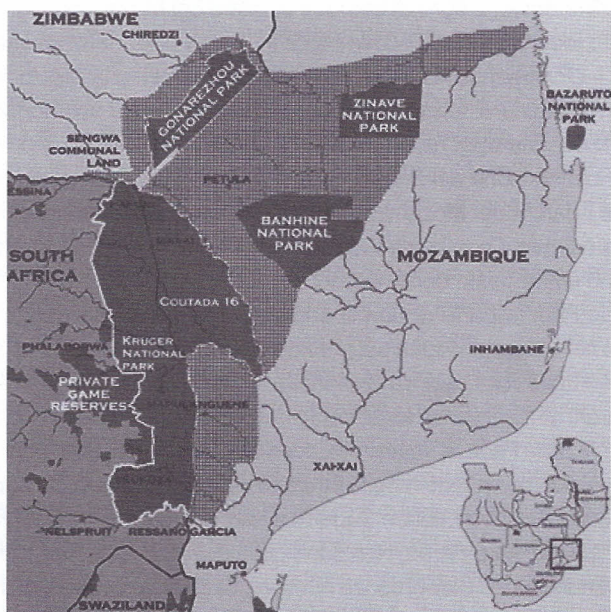 ZIMBABWE
CHIREDZI
GONAREZHOU
NATIONAL PARK
ZINAVE
NATIONAL
PARK
BAZARUTO
NATIONAL
PARK
SENGWA
COMMUNAL
LAND
PETULA
BANHINE
NATIONAL
PARK
SOUTH
AFRICA
MOZAMBIQUE
COUTADA 16
PHALABORWA
KRUGER
NATIONAL
PARK
INHAMBANE
PRIVATE
GAME
RESERVES
XAI-XAI
NELSPRUIT
RESSANO GARCIA
MAPUTO
SWAZILAND